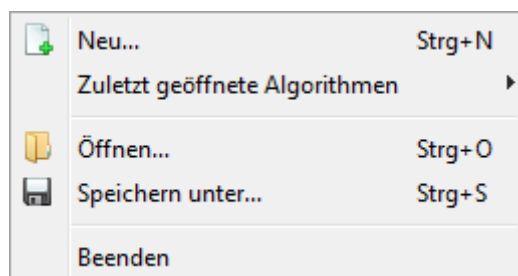 Neu... Strg+N
Zuletzt geöffnete Algorithmen
Öffnen... Strg+O
Speichern unter... Strg+S
Beenden